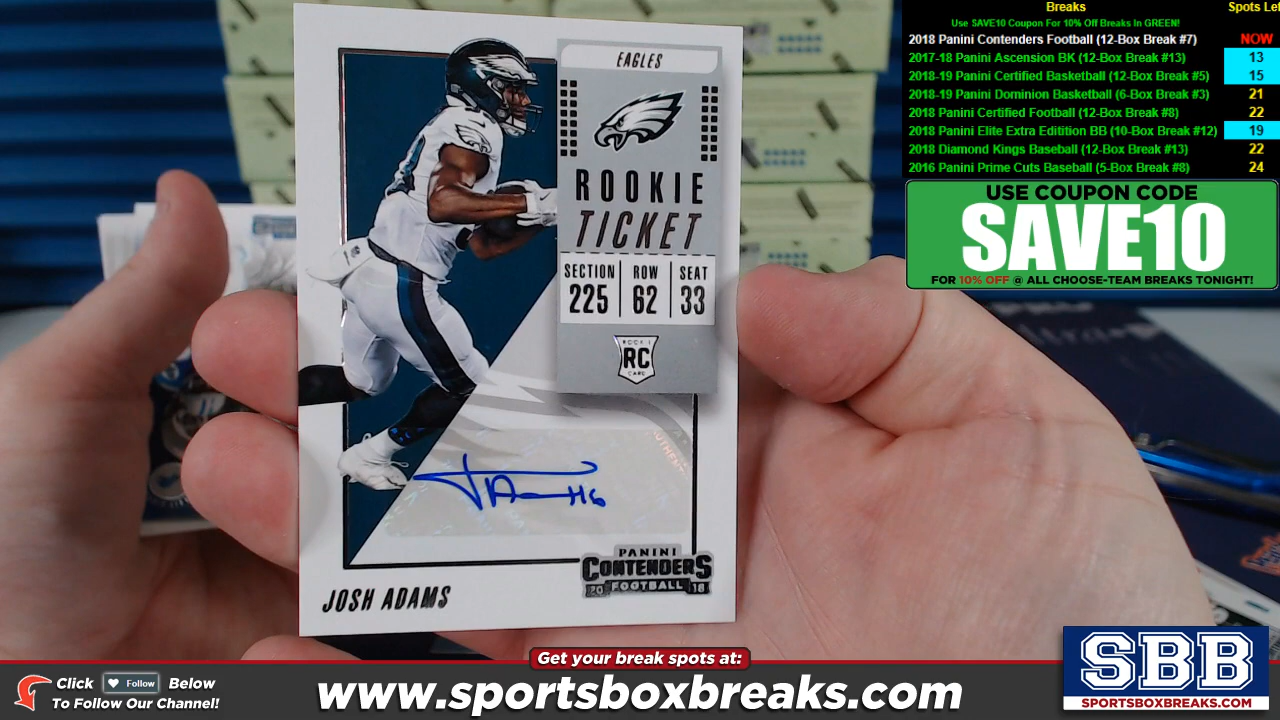 Breaks Spots Lef
Use SAVE10 Coupon For 10% Off Breaks In GREEN!
2018 Panini Contenders Football (12-Box Break #7) NOW
2017-18 Panini Ascension BK (12-Box Break #13) 13
2018-19 Panini Certified Basketball (12-Box Break #5) 15
2018-19 Panini Dominion Basketball (6-Box Break #3) 21
2018 Panini Certified Football (12-Box Break #8) 22
2018 Panini Elite Extra Edition BB (10-Box Break #12) 19
2018 Diamond Kings Baseball (12-Box Break #13) 22
2016 Panini Prime Cuts Baseball (5-Box Break #8) 24
USE COUPON CODE
SAVE10
FOR 10% OFF @ ALL CHOOSE-TEAM BREAKS TONIGHT!
EAGLES
ROOKIE
TICKET
SECTION ROW SEAT
225 62 33
ROOKIE
RC
CARD
JOSH ADAMS
PANINI
CONTENDERS
20 FOOTBALL 18
Get your break spots at:
Click Follow Below
To Follow Our Channel!
www.sportsboxbreaks.com
SBB
SPORTSBOXBREAKS.COM